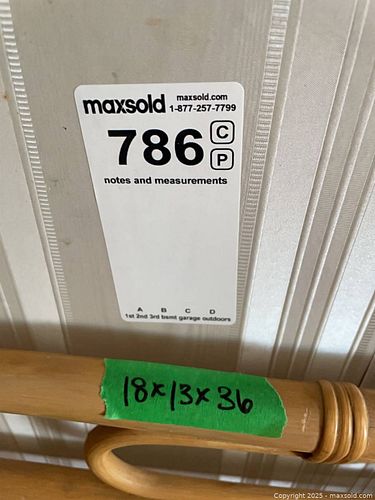 maxsold maxsold.com
1-877-257-7799
786 C
P
notes and measurements
A B C D
1st 2nd 3rd bsmt garage outdoors
18x13x36
Copyright 2025 - maxsold.com